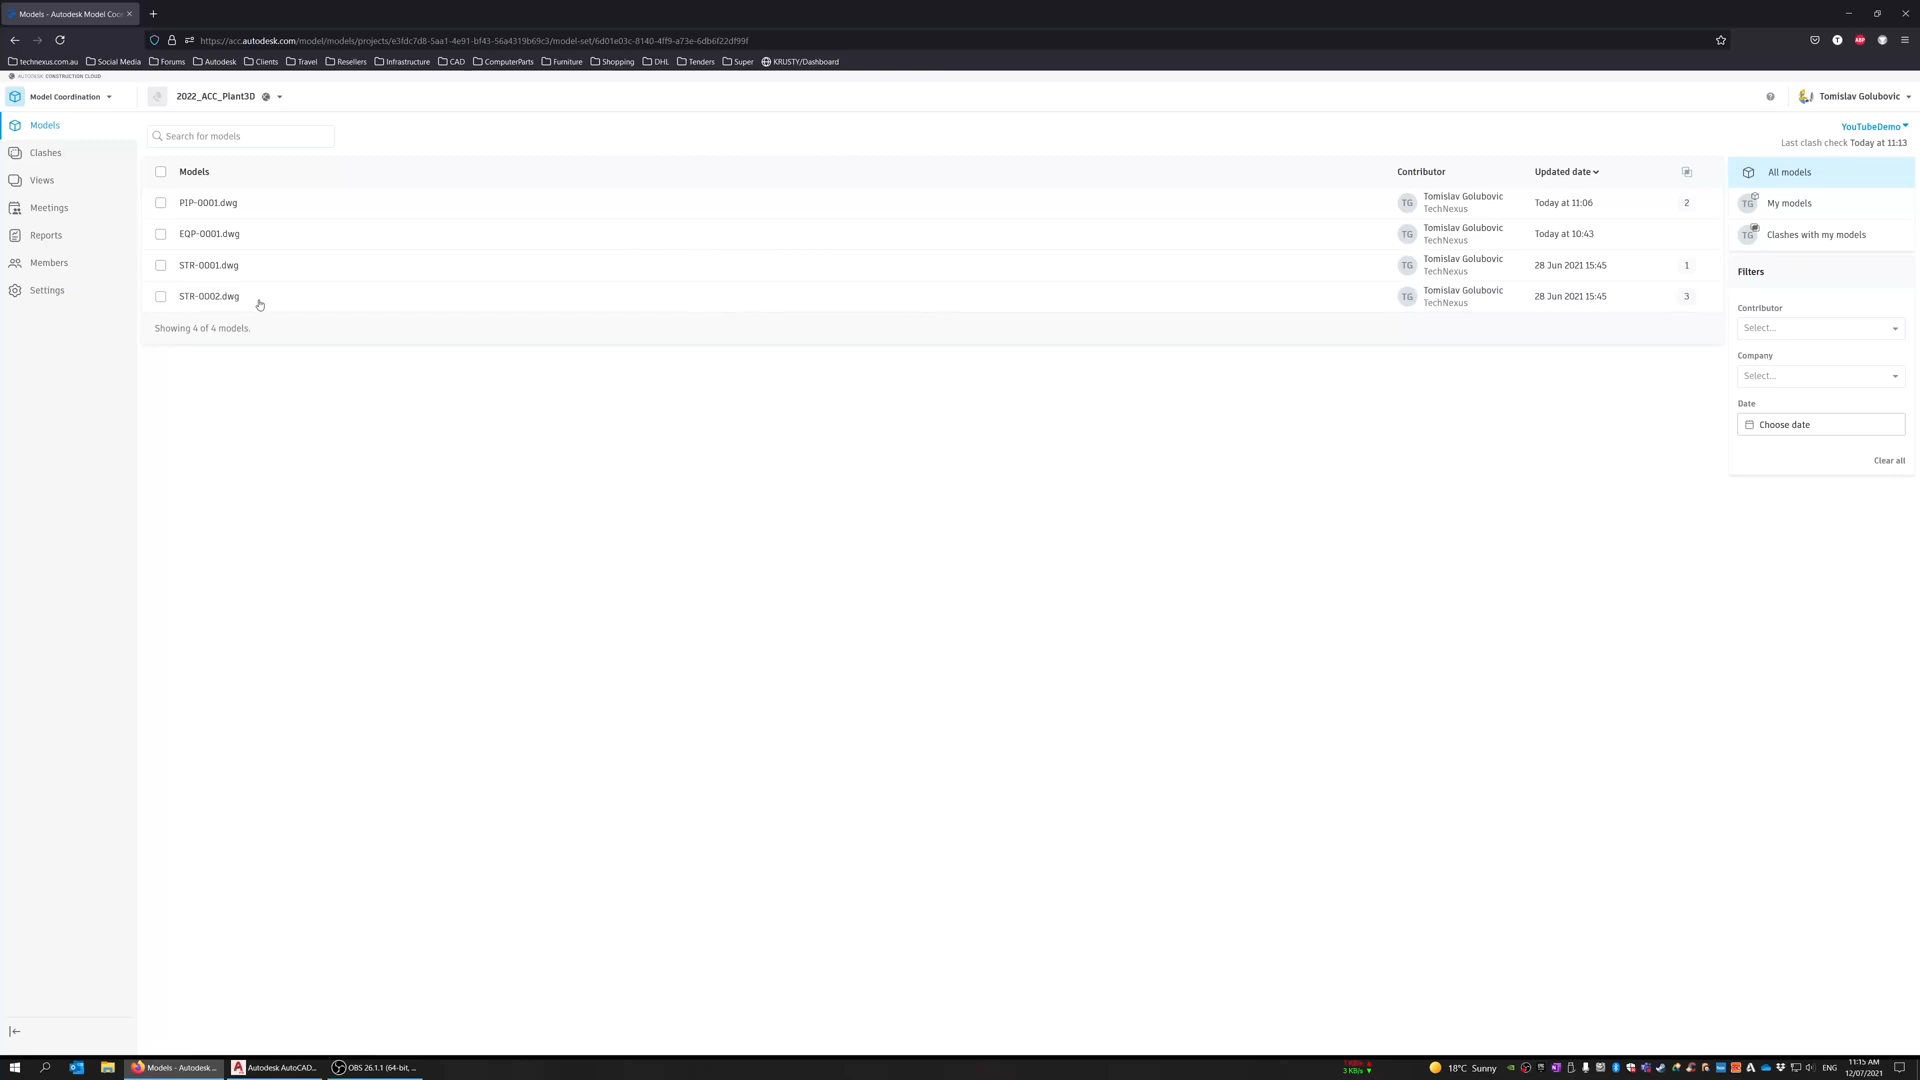 Models - Autodesk Model Coo
https://acc.autodesk.com/model/models/projects/e3fdc7d8-5aa1-4e91-bf43-56a4319b69c3/model-set/6d01e03c-8140-4ff9-a73e-6db6f22df99f
technexus.com.au Social Media Forums Autodesk Clients Travel Resellers Infrastructure CAD ComputerParts Furniture Shopping DHL Tenders Super KRUSTY/Dashboard
AUTODESK CONSTRUCTION CLOUD
Model Coordination 2022_ACC_Plant3D Tomislav Golubovic
Models
Clashes
Views
Meetings
Reports
Members
Settings
Search for models
YouTubeDemo
Last clash check Today at 11:13
Models Contributor Updated date
PIP-0001.dwg TG Tomislav Golubovic Today at 11:06 2
TechNexus
EQP-0001.dwg TG Tomislav Golubovic Today at 10:43
TechNexus
STR-0001.dwg TG Tomislav Golubovic 28 Jun 2021 15:45 1
TechNexus
STR-0002.dwg TG Tomislav Golubovic 28 Jun 2021 15:45 3
TechNexus
Showing 4 of 4 models.
All models
TG My models
TG Clashes with my models
Filters
Contributor
Select...
Company
Select...
Date
Choose date
Clear all
Models - Autodesk ... Autodesk AutoCAD... OBS 26.1.1 (64-bit, ...
3 KB/s
18°C Sunny
ENG
11:15 AM
12/07/2021